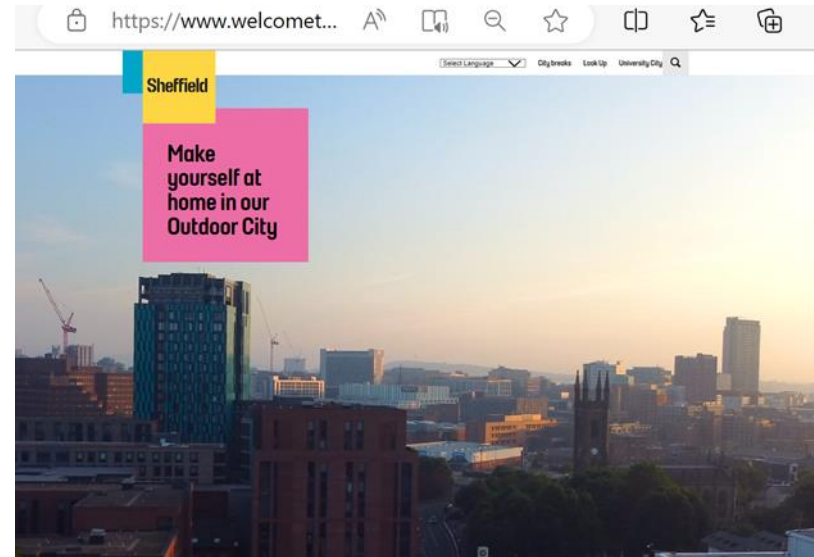 https://www.welcomet...
Select Language City breaks Look Up University City
Sheffield
Make
yourself at
home in our
Outdoor City